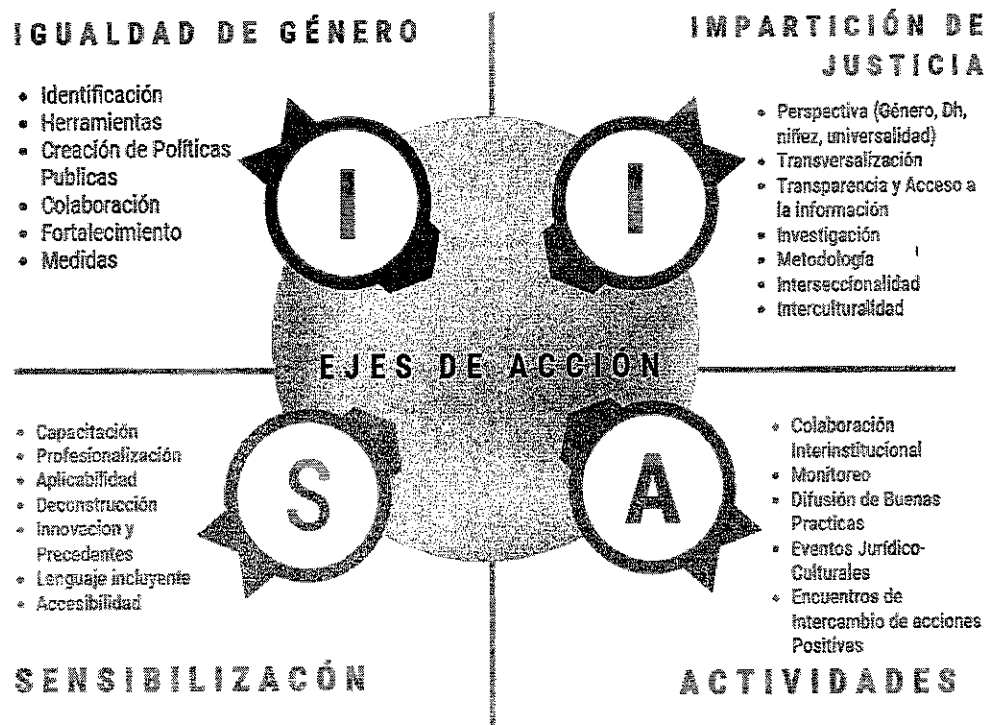 IGUALDAD DE GÉNERO
• Identificación
• Herramientas
• Creación de Políticas
Publicas
• Colaboración
• Fortalecimiento
• Medidas
I
IMPARTICIÓN DE
JUSTICIA
• Perspectiva (Género, Dh,
niñez, universalidad)
• Transversalización
• Transparencia y Acceso a
la información
• Investigación
• Metodología
• Interseccionalidad
• Interculturalidad
I
EJES DE ACCIÓN
• Capacitación
• Profesionalización
• Aplicabilidad
• Deconstrucción
• Innovacion y
Precedentes
• Lenguaje incluyente
• Accesibilidad
S
SENSIBILIZACÓN
A
• Colaboración
Interinstitucional
• Monitoreo
• Difusión de Buenas
Practicas
• Eventos Jurídico-
Culturales
• Encuentros de
Intercambio de acciones
Positivas
ACTIVIDADES